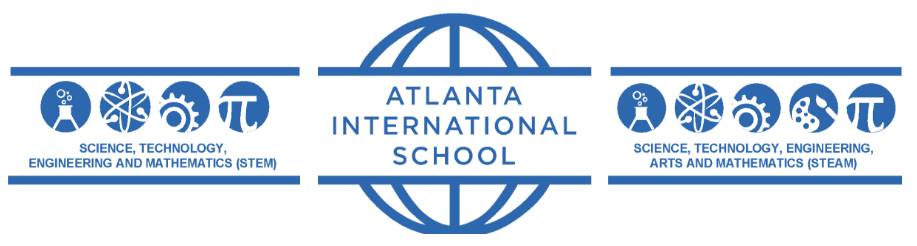 SCIENCE, TECHNOLOGY,
ENGINEERING AND MATHEMATICS (STEM)
ATLANTA
INTERNATIONAL
SCHOOL
SCIENCE, TECHNOLOGY, ENGINEERING,
ARTS AND MATHEMATICS (STEAM)